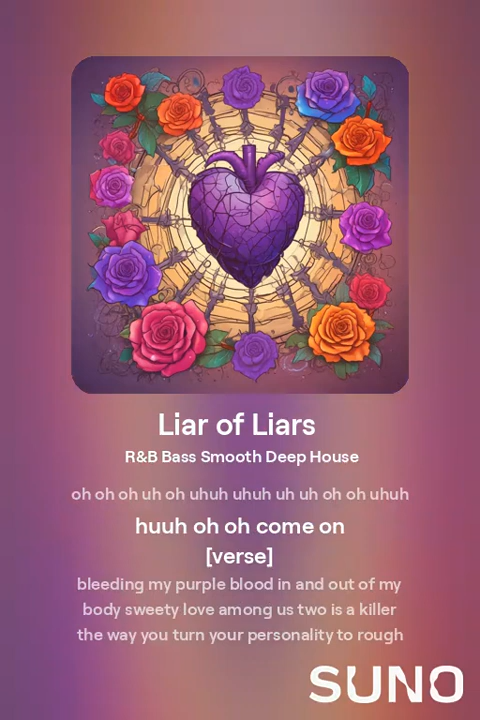 Liar of Liars
R&B Bass Smooth Deep House
oh oh oh uh oh uhuh uhuh uh uh oh oh uhuh
huuh oh oh come on
[verse]
bleeding my purple blood in and out of my
body sweety love among us two is a killer
the way you turn your personality to rough
SUNO